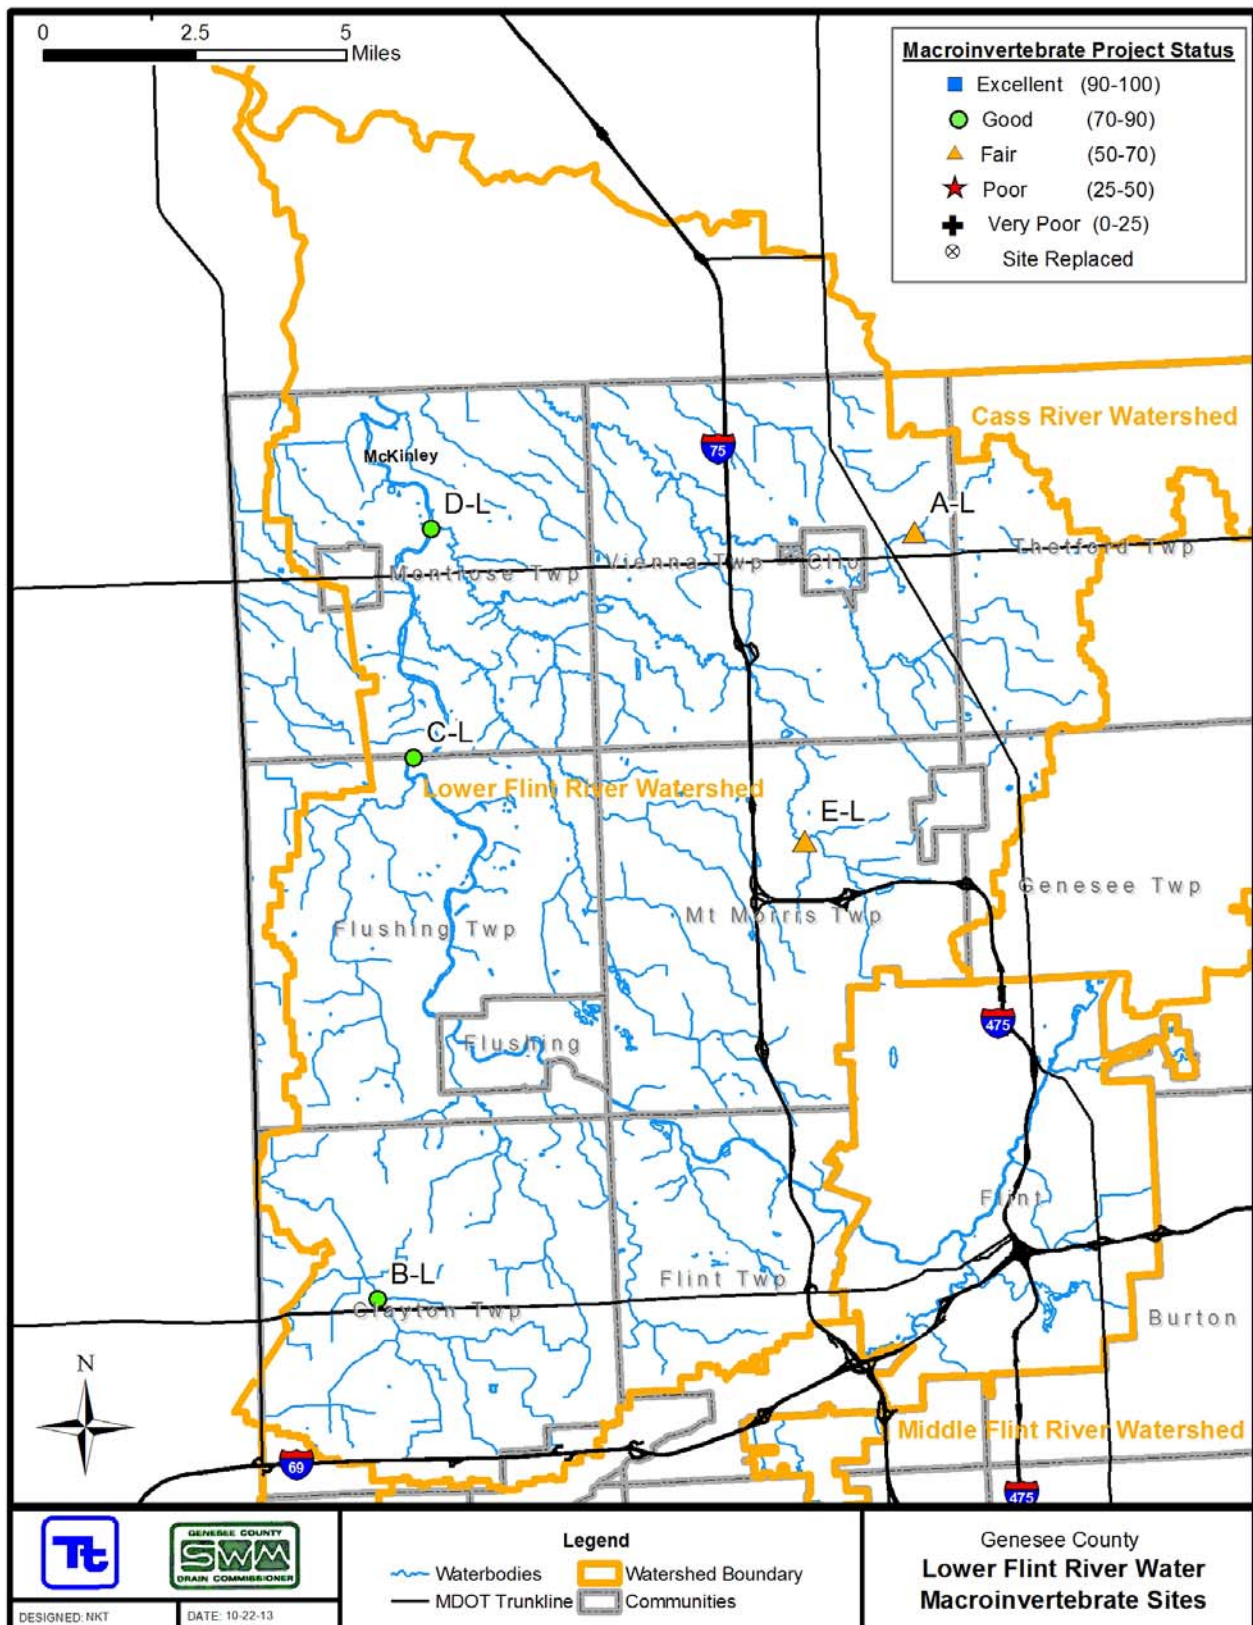 0 2.5 5
Miles
Macroinvertebrate Project Status
Excellent (90-100)
Good (70-90)
Fair (50-70)
Poor (25-50)
Very Poor (0-25)
Site Replaced
Cass River Watershed
75
McKinley
D-L
A-L
Montrose Twp
Vienna Twp
Clio
Thetford Twp
C-L
Lower Flint River Watershed
E-L
Genesee Twp
Mt Morris Twp
Flushing Twp
475
Flushing
Flint
B-L
Flint Twp
Clayton Twp
Burton
N
Middle Flint River Watershed
69
475
Tt
GENESEE COUNTY
SWM
DRAIN COMMISSIONER
DESIGNED: NKT
DATE: 10-22-13
Legend
Waterbodies
Watershed Boundary
MDOT Trunkline
Communities
Genesee County
Lower Flint River Water
Macroinvertebrate Sites